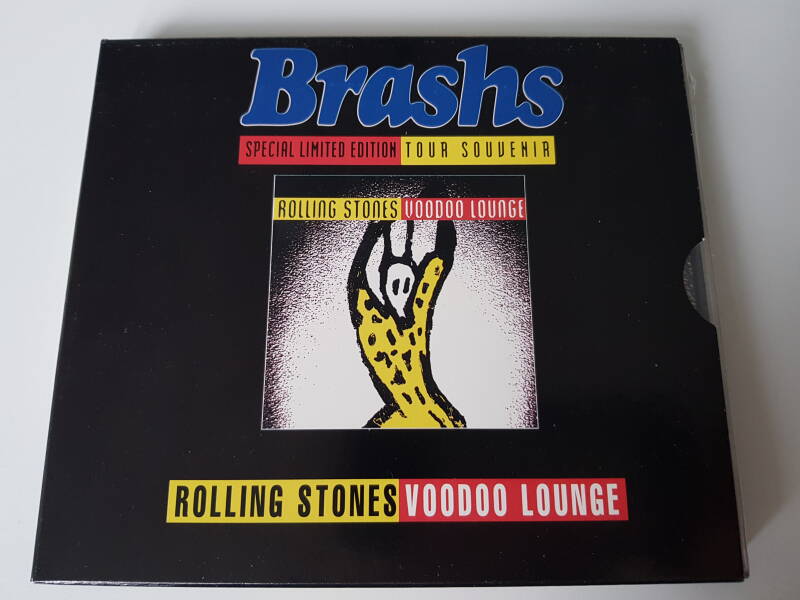 Brashs
SPECIAL LIMITED EDITION TOUR SOUVENIR
ROLLING STONES VOODOO LOUNGE
ROLLING STONES VOODOO LOUNGE